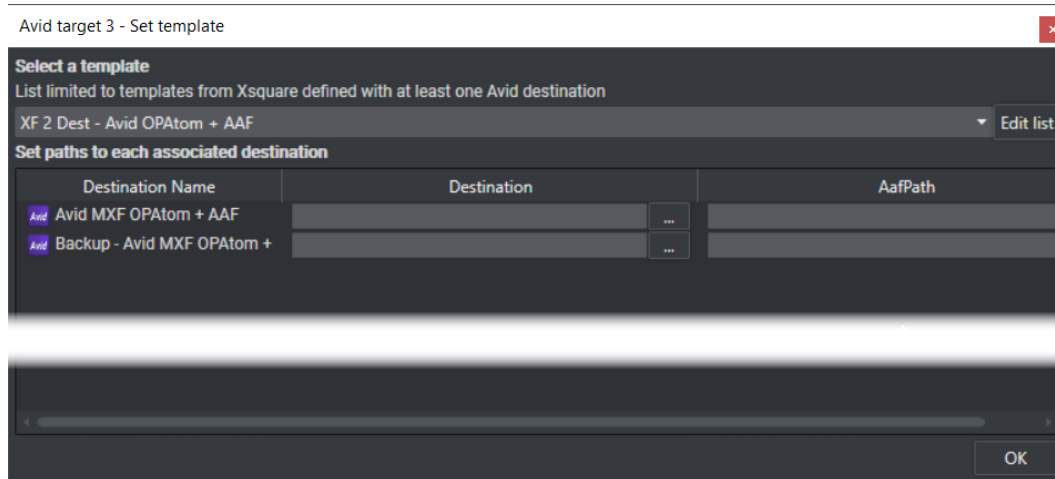 Avid target 3 - Set template
Select a template
List limited to templates from Xsquare defined with at least one Avid destination
XF 2 Dest - Avid OPAtom + AAF
Edit list
Set paths to each associated destination
Destination Name Destination AafPath
Avid Avid MXF OPAtom + AAF ...
Avid Backup - Avid MXF OPAtom + ...
OK